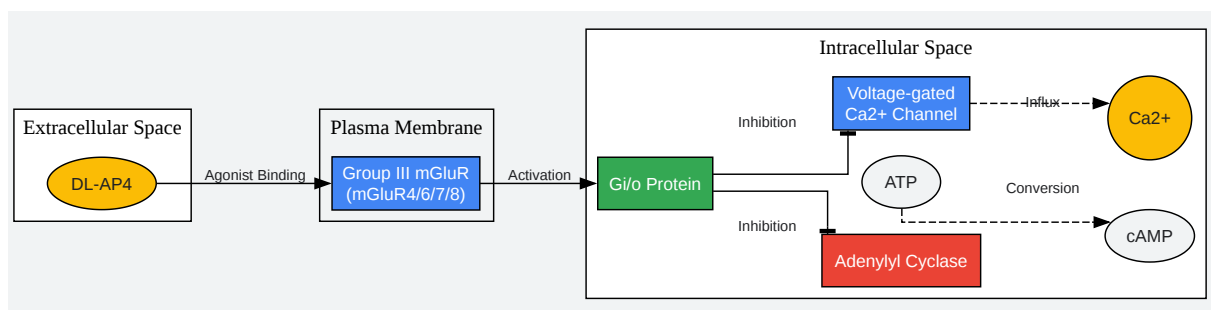 Extracellular Space
DL-AP4
Agonist Binding
Plasma Membrane
Group III mGluR
(mGluR4/6/7/8)
Activation
Intracellular Space
Gi/o Protein
Inhibition
Voltage-gated
Ca2+ Channel
Influx
Ca2+
ATP
Conversion
cAMP
Inhibition
Adenylyl Cyclase